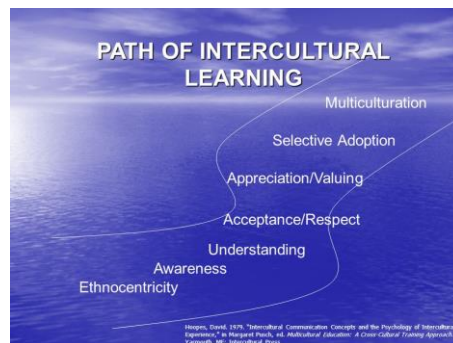 PATH OF INTERCULTURAL
LEARNING
Multiculturation
Selective Adoption
Appreciation/Valuing
Acceptance/Respect
Understanding
Awareness
Ethnocentricity
Hoopes, David. 1979. "Intercultural Communication Concepts and the Psychology of Intercultural
Experience," in Margaret Pusch, ed. Multicultural Education: A Cross-Cultural Training Approach.
Yarmouth, ME: Intercultural Press